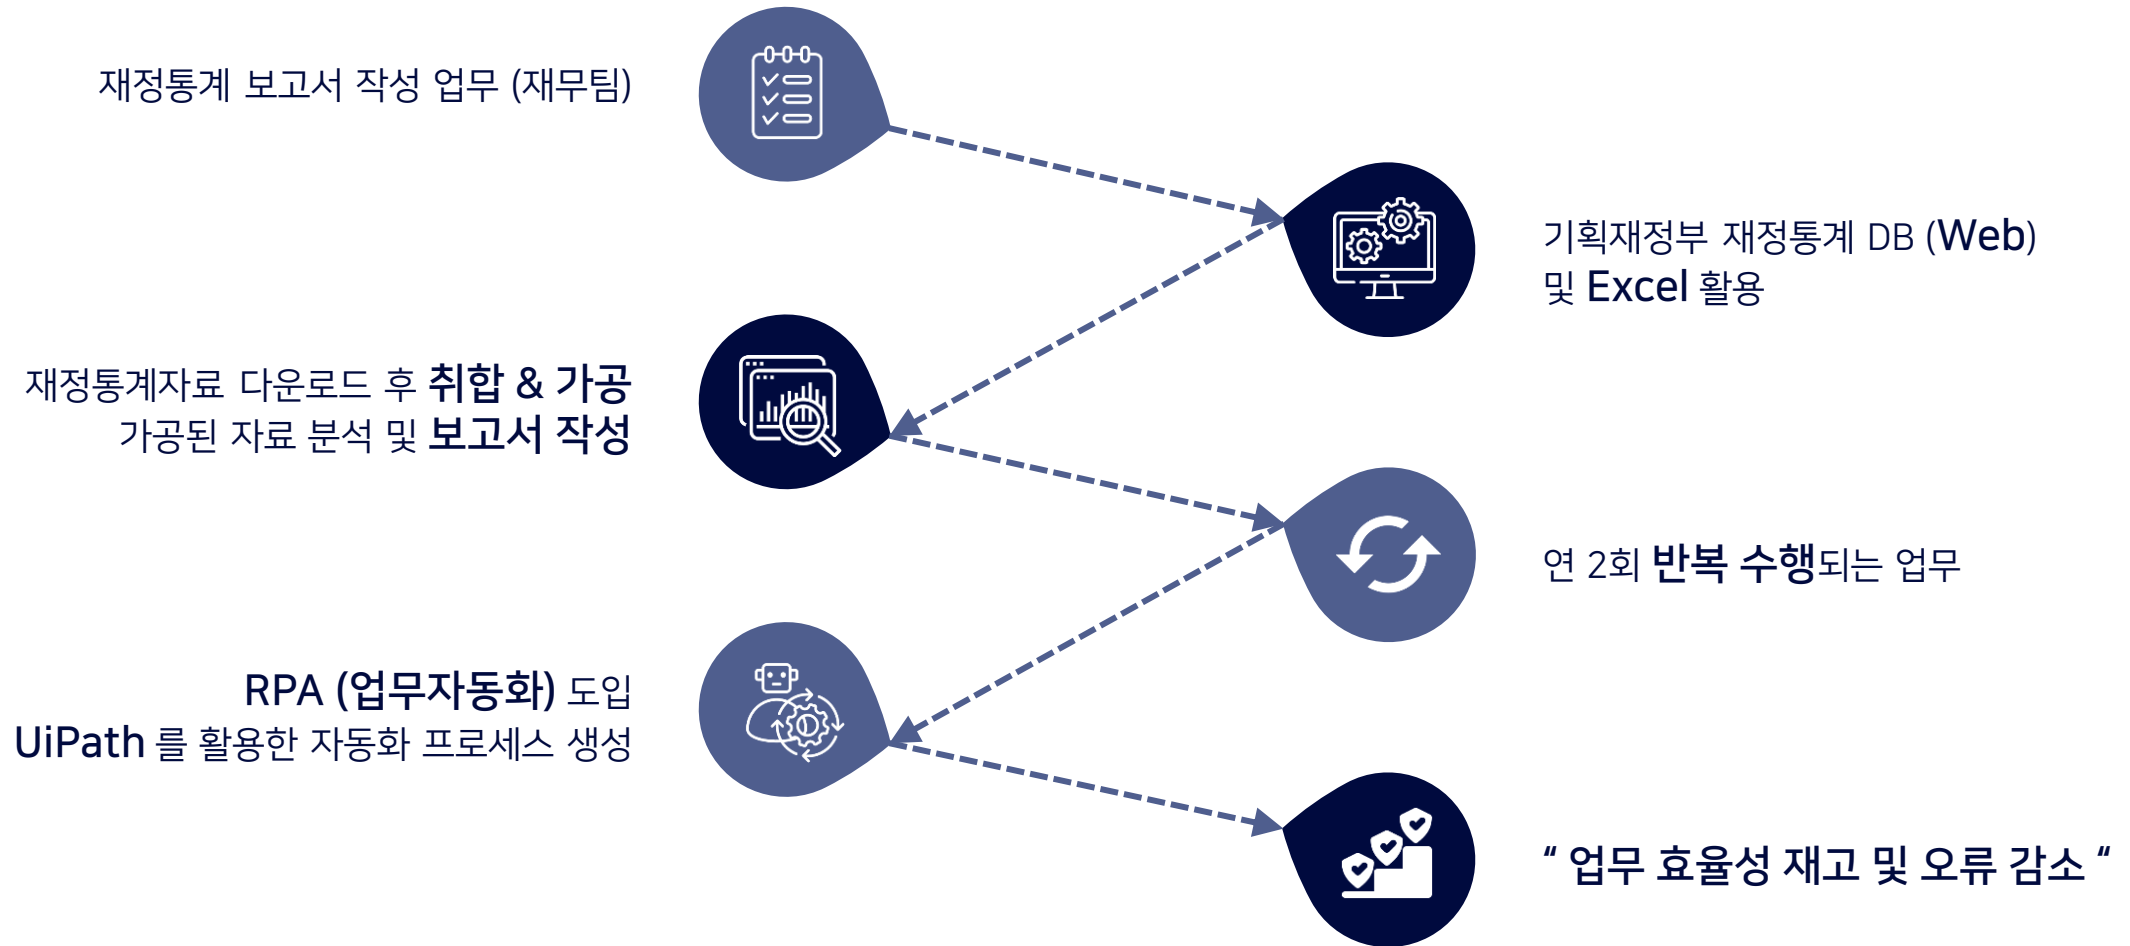 재정통계 보고서 작성 업무 (재무팀)
기획재정부 재정통계 DB (Web)
및 Excel 활용
재정통계자료 다운로드 후 취합 & 가공
가공된 자료 분석 및 보고서 작성
연 2회 반복 수행되는 업무
RPA (업무자동화) 도입
UiPath 를 활용한 자동화 프로세스 생성
“ 업무 효율성 재고 및 오류 감소 “